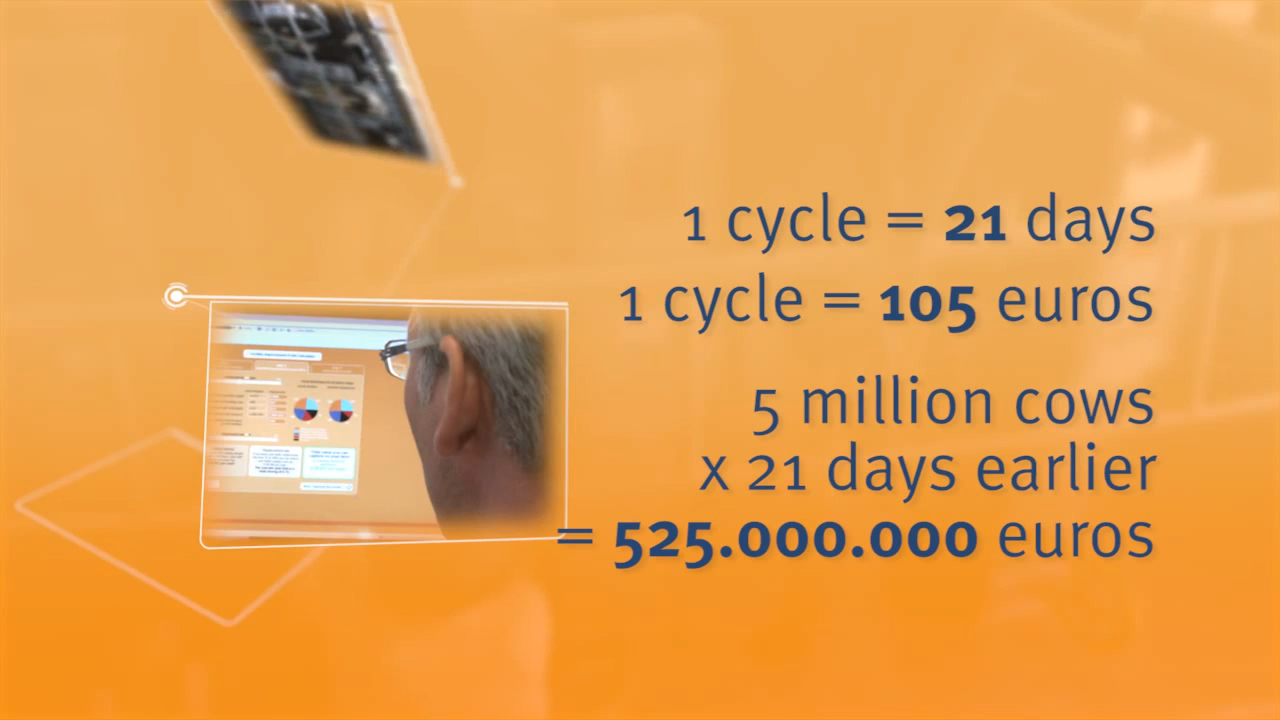 1 cycle = 21 days
1 cycle = 105 euros
5 million cows
x 21 days earlier
= 525.000.000 euros